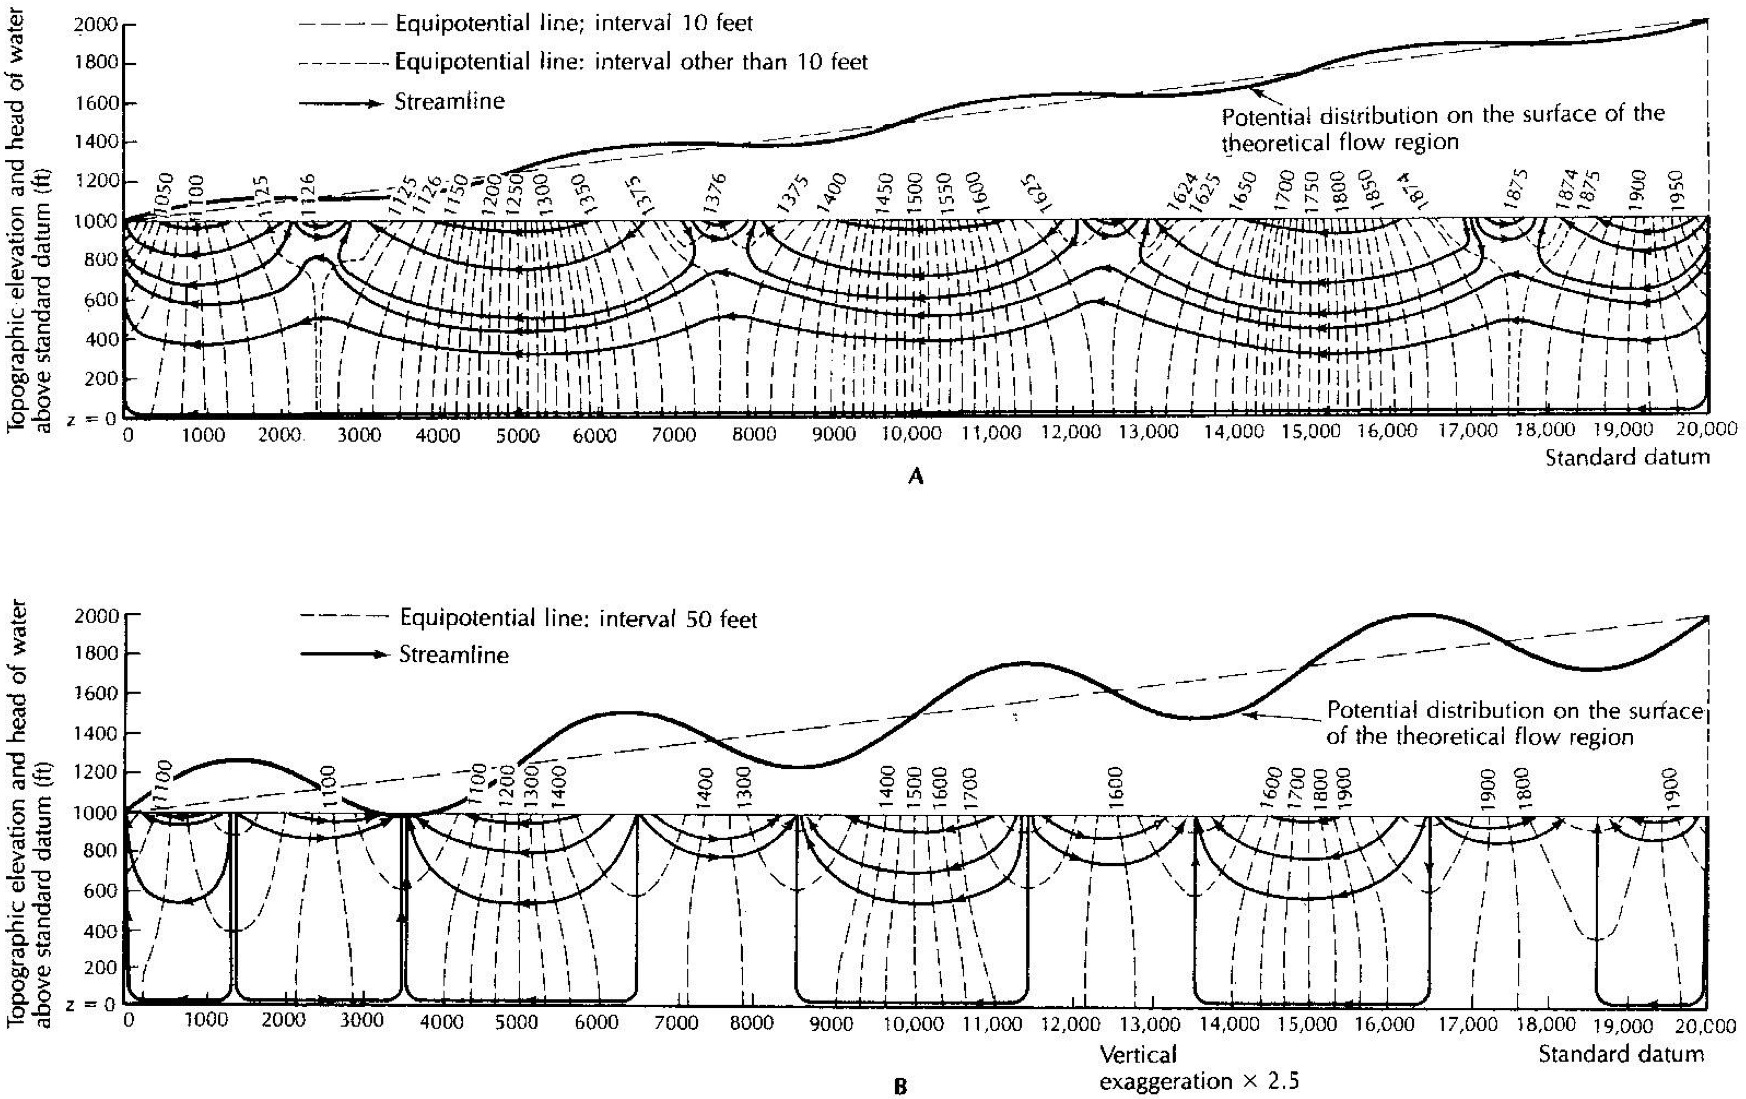 Topographic elevation and head of water
above standard datum (ft)
2000
1800
1600
1400
1200
1000
800
600
400
200
z = 0
Equipotential line; interval 10 feet
Equipotential line: interval other than 10 feet
Streamline
Potential distribution on the surface of the
theoretical flow region
1050 1100 1125 1126 1125 1126 1150 1200 1250 1300 1350 1375 1376 1375 1400 1450 1500 1550 1600 1625 1624 1625 1650 1700 1750 1800 1850 1874 1875 1874 1875 1900 1950
0 1000 2000 3000 4000 5000 6000 7000 8000 9000 10,000 11,000 12,000 13,000 14,000 15,000 16,000 17,000 18,000 19,000 20,000
Standard datum
A
Topographic elevation and head of water
above standard datum (ft)
2000
1800
1600
1400
1200
1000
800
600
400
200
z = 0
Equipotential line: interval 50 feet
Streamline
Potential distribution on the surface
of the theoretical flow region
1100 1100 1100 1200 1300 1400 1400 1300 1400 1500 1600 1700 1600 1600 1700 1800 1900 1900 1800 1900
0 1000 2000 3000 4000 5000 6000 7000 8000 9000 10,000 11,000 12,000 13,000 14,000 15,000 16,000 17,000 18,000 19,000 20,000
Vertical
exaggeration × 2.5
Standard datum
B